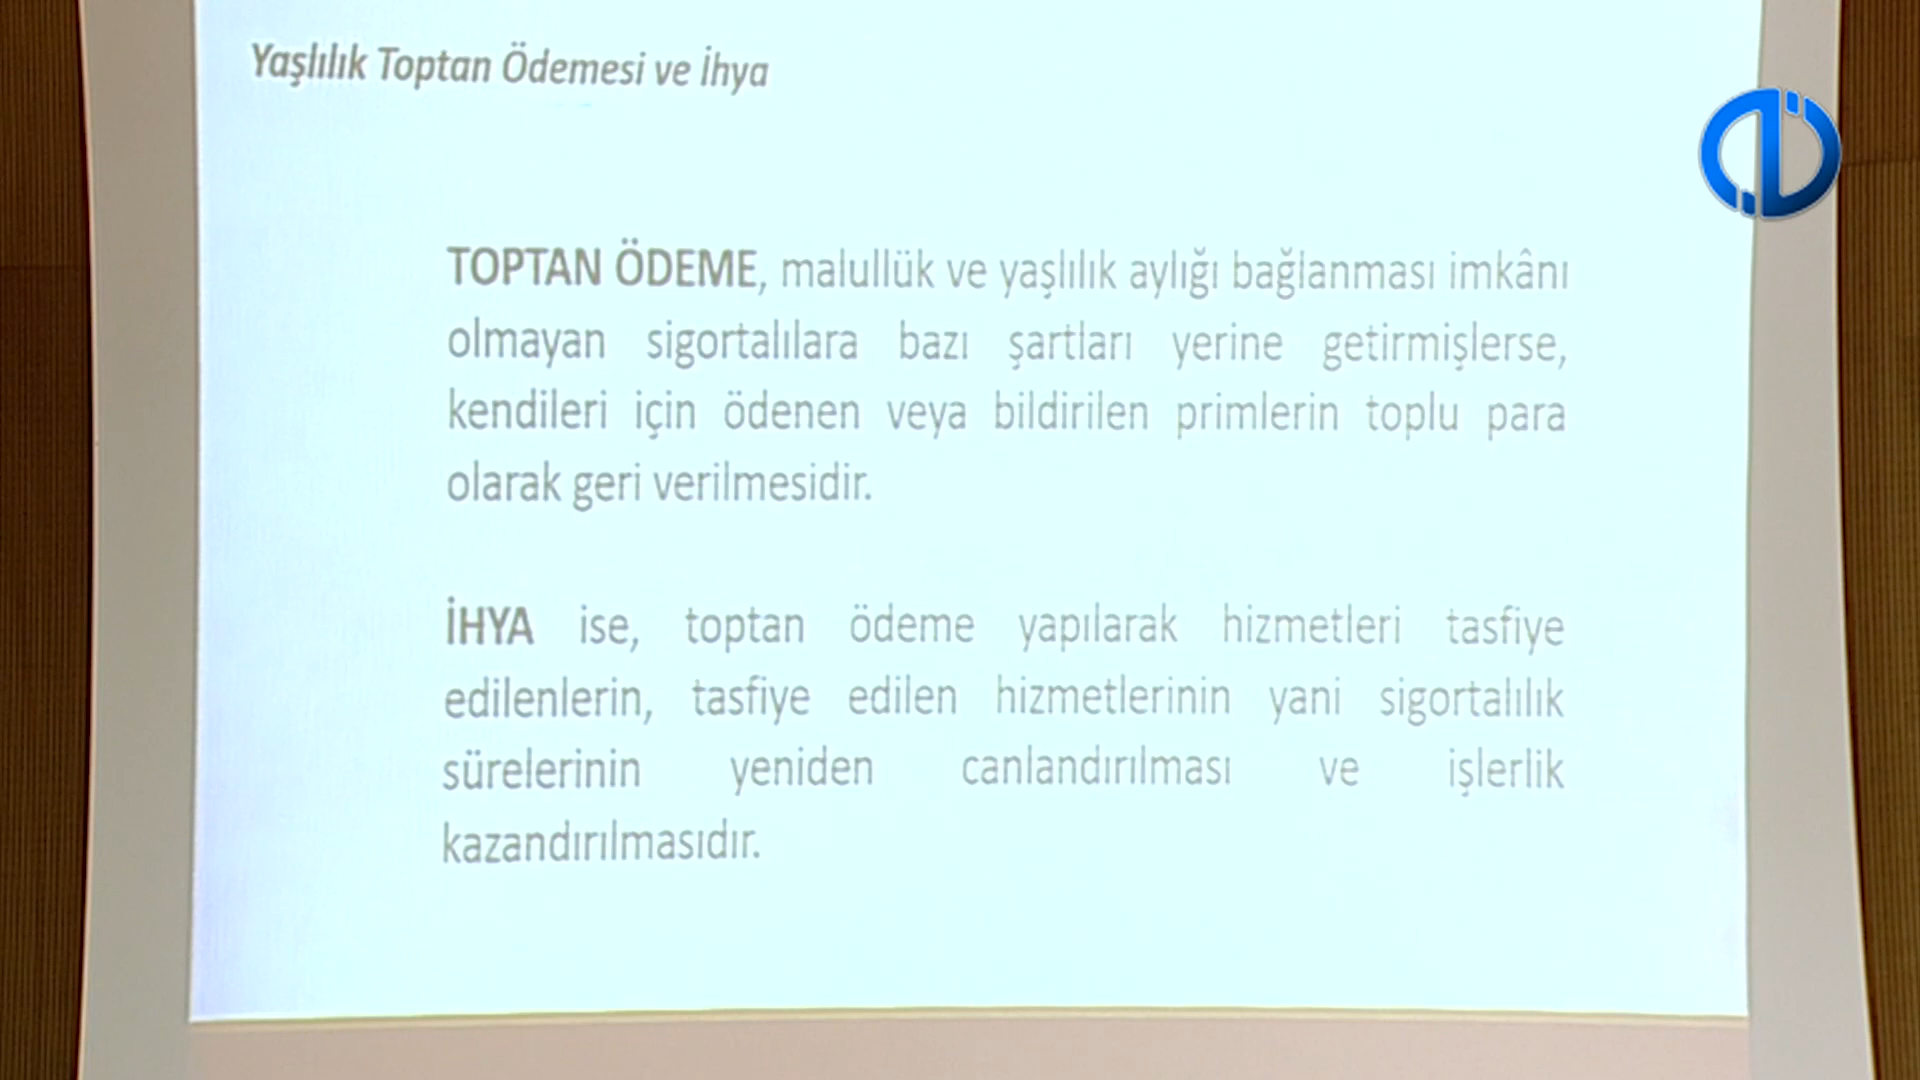 Yaşlılık Toptan Ödemesi ve İhya
TOPTAN ÖDEME, malullük ve yaşlılık aylığı bağlanması imkânı
olmayan sigortalılara bazı şartları yerine getirmişlerse,
kendileri için ödenen veya bildirilen primlerin toplu para
olarak geri verilmesidir.
İHYA ise, toptan ödeme yapılarak hizmetleri tasfiye
edilenlerin, tasfiye edilen hizmetlerinin yani sigortalılık
sürelerinin yeniden canlandırılması ve işlerlik
kazandırılmasıdır.